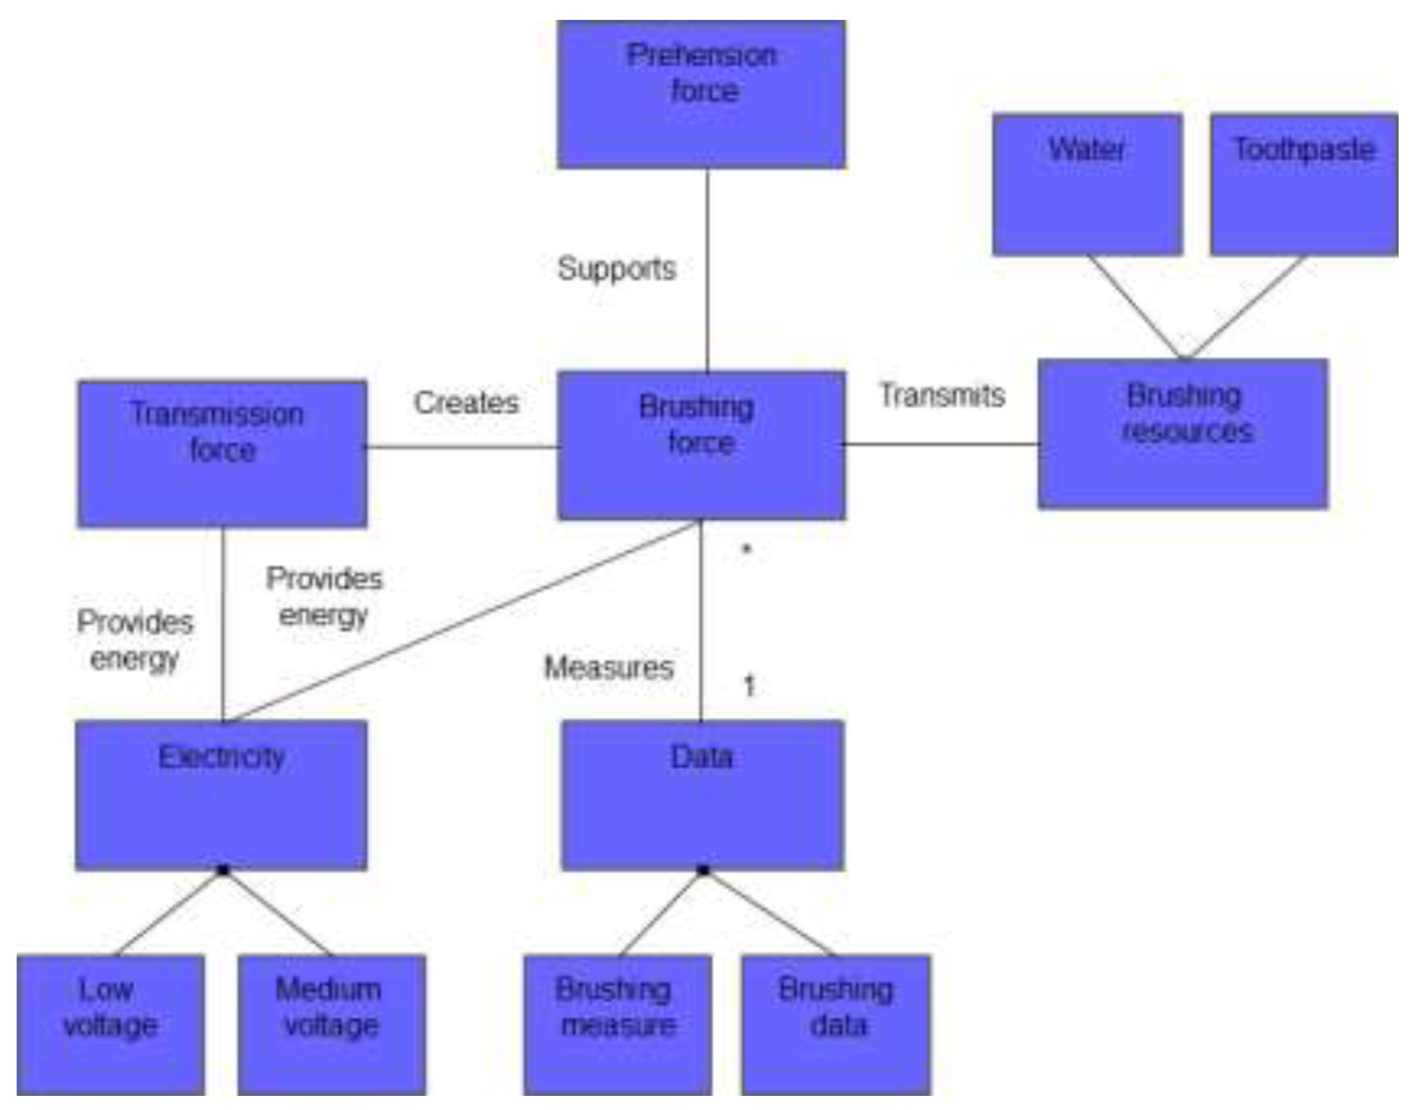 Prehension
force
Water
Toothpaste
Supports
Transmission
force
Creates
Brushing
force
Transmits
Brushing
resources
*
Provides
energy
Provides
energy
Measures
1
Electricity
Data
Low
voltage
Medium
voltage
Brushing
measure
Brushing
data